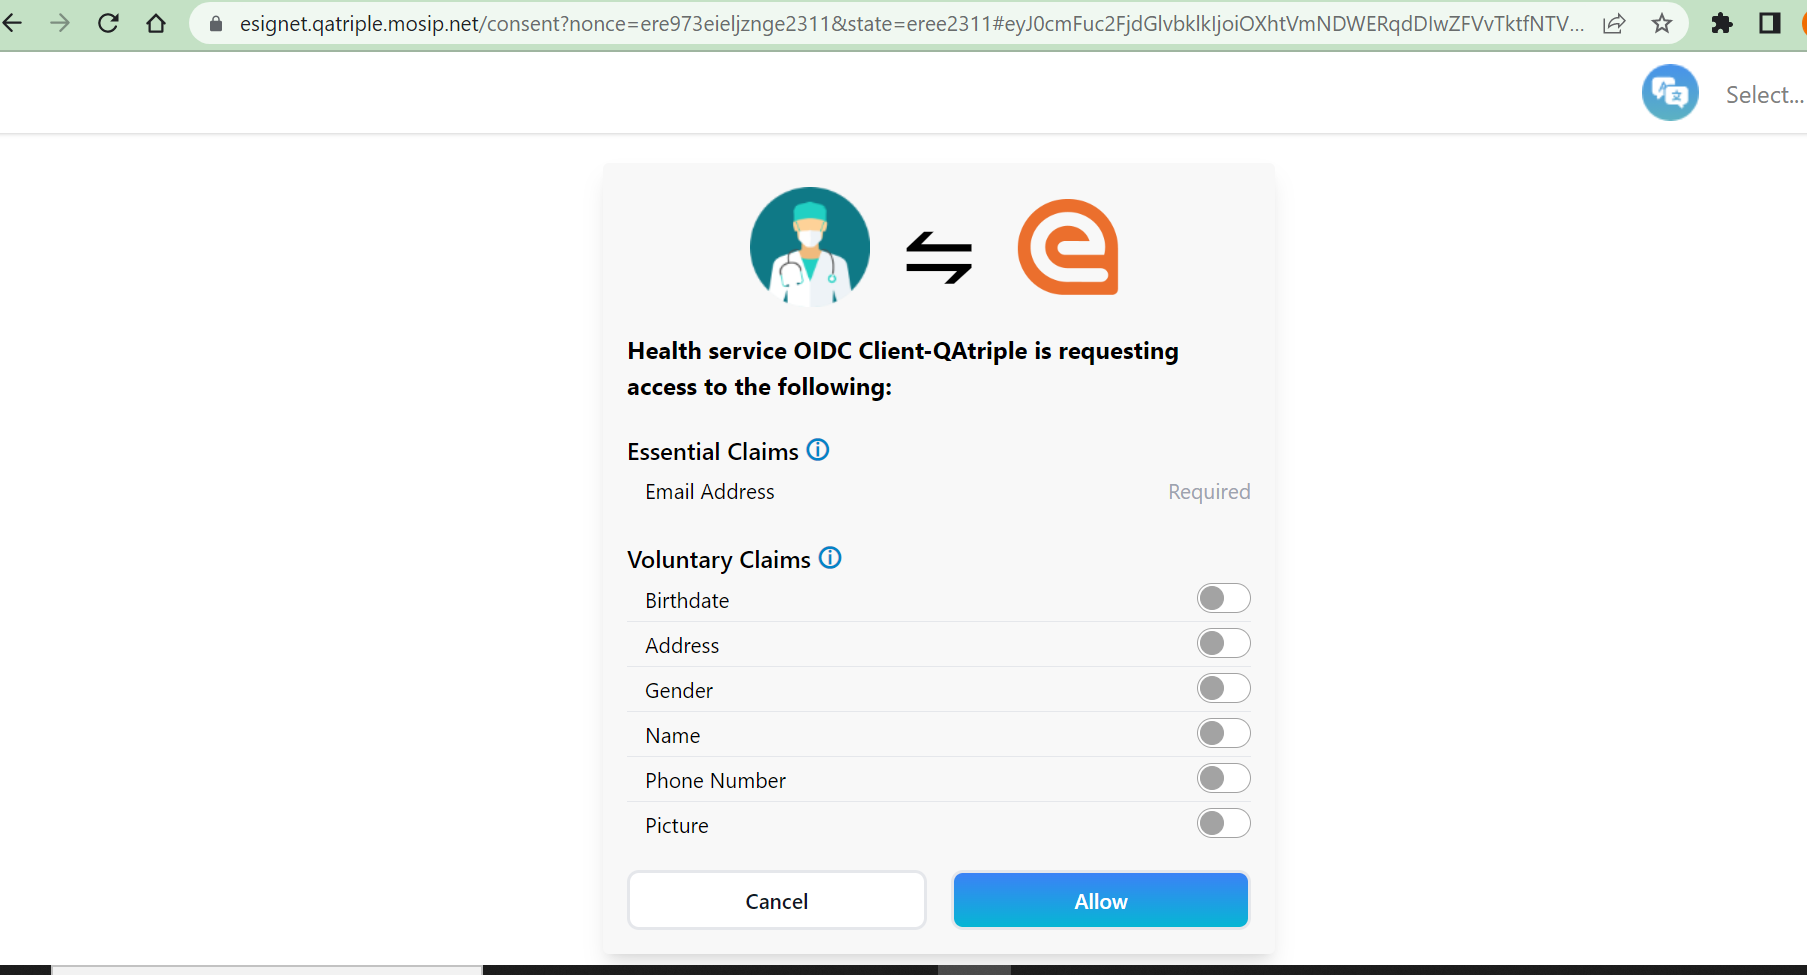 esignet.qatriple.mosip.net/consent?nonce=ere973eieljznge2311&state=eree2311#eyJ0cmFuc2FjdGlvbklkIjoiOXhtVmNDWERqdDIwZFVvTktfNTV...
Select...
Health service OIDC Client-QAtriple is requesting
access to the following:
Essential Claims
Email Address Required
Voluntary Claims
Birthdate
Address
Gender
Name
Phone Number
Picture
Cancel Allow